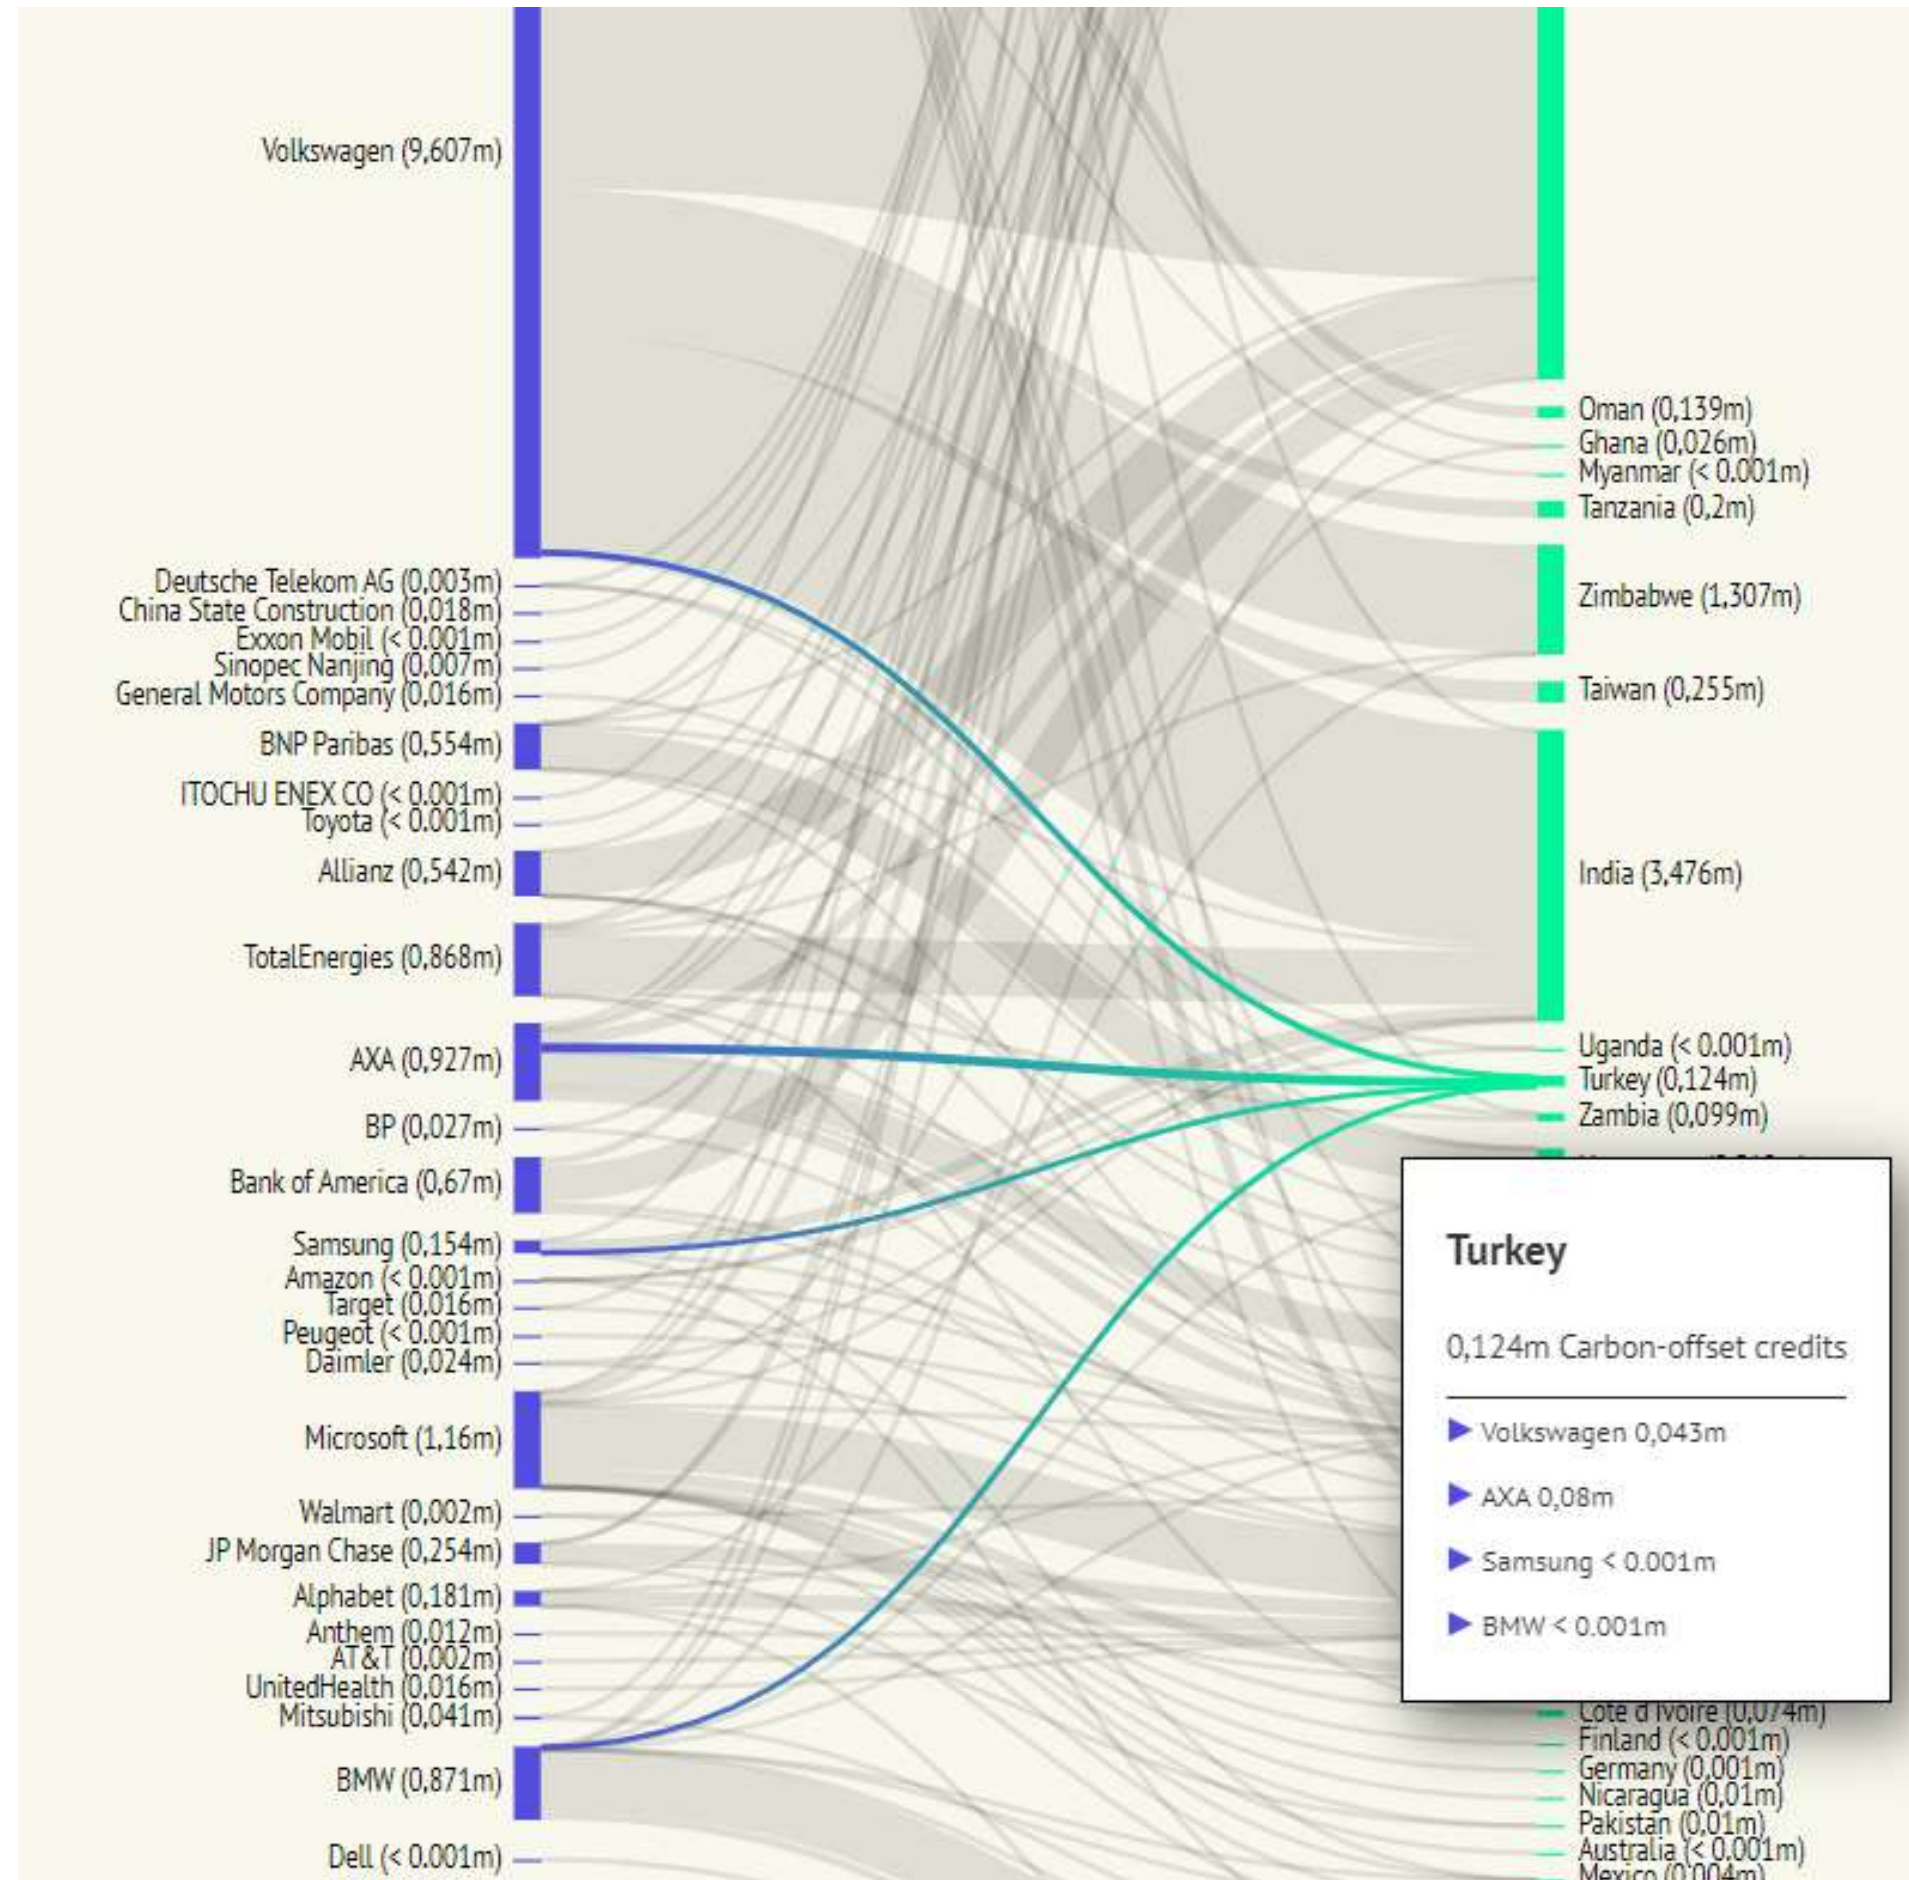 Volkswagen (9,607m)
Deutsche Telekom AG (0,003m)
China State Construction (0,018m)
Exxon Mobil (< 0.001m)
Sinopec Nanjing (0,007m)
General Motors Company (0,016m)
BNP Paribas (0,554m)
ITOCHU ENEX CO (< 0.001m)
Toyota (< 0.001m)
Allianz (0,542m)
TotalEnergies (0,868m)
AXA (0,927m)
BP (0,027m)
Bank of America (0,67m)
Samsung (0,154m)
Amazon (< 0.001m)
Target (0,016m)
Peugeot (< 0.001m)
Daimler (0,024m)
Microsoft (1,16m)
Walmart (0,002m)
JP Morgan Chase (0,254m)
Alphabet (0,181m)
Anthem (0,012m)
AT&T (0,002m)
UnitedHealth (0,016m)
Mitsubishi (0,041m)
BMW (0,871m)
Dell (< 0.001m)
Oman (0,139m)
Ghana (0,026m)
Myanmar (< 0.001m)
Tanzania (0,2m)
Zimbabwe (1,307m)
Taiwan (0,255m)
India (3,476m)
Uganda (< 0.001m)
Turkey (0,124m)
Zambia (0,099m)
Turkey
0,124m Carbon-offset credits
Volkswagen 0,043m
AXA 0,08m
Samsung < 0.001m
BMW < 0.001m
Cote d'Ivoire (0,074m)
Finland (< 0.001m)
Germany (0,001m)
Nicaragua (0,01m)
Pakistan (0,01m)
Australia (< 0.001m)
Mexico (0,004m)